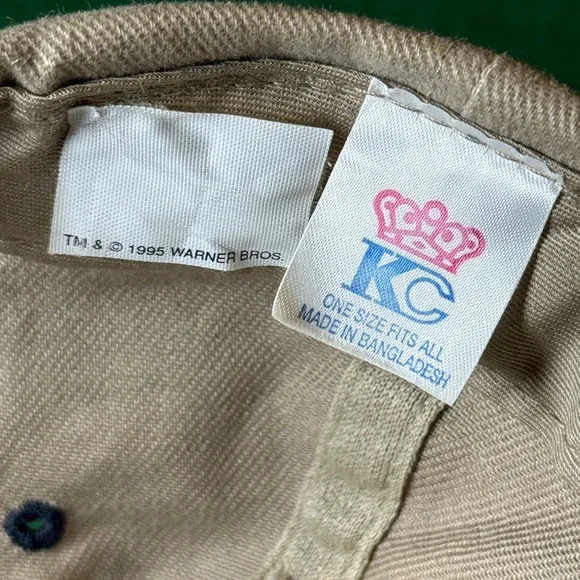 TM & © 1995 WARNER BROS.
KC
ONE SIZE FITS ALL
MADE IN BANGLADESH